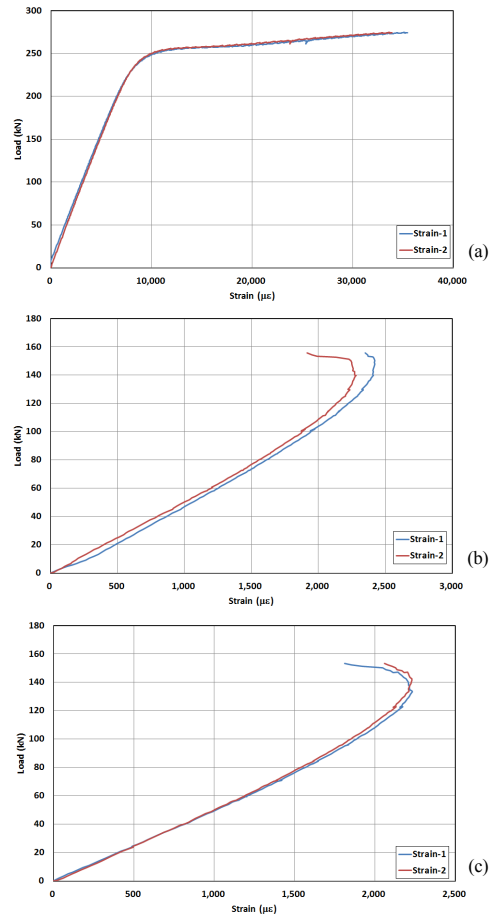 300
250
200
150
100
50
0
Load (kN)
0 10,000 20,000 30,000 40,000
Strain (µε)
Strain-1
Strain-2
(a)
180
160
140
120
100
80
60
40
20
0
Load (kN)
0 500 1,000 1,500 2,000 2,500 3,000
Strain (µε)
Strain-1
Strain-2
(b)
180
160
140
120
100
80
60
40
20
0
Load (kN)
0 500 1,000 1,500 2,000 2,500
Strain (µε)
Strain-1
Strain-2
(c)